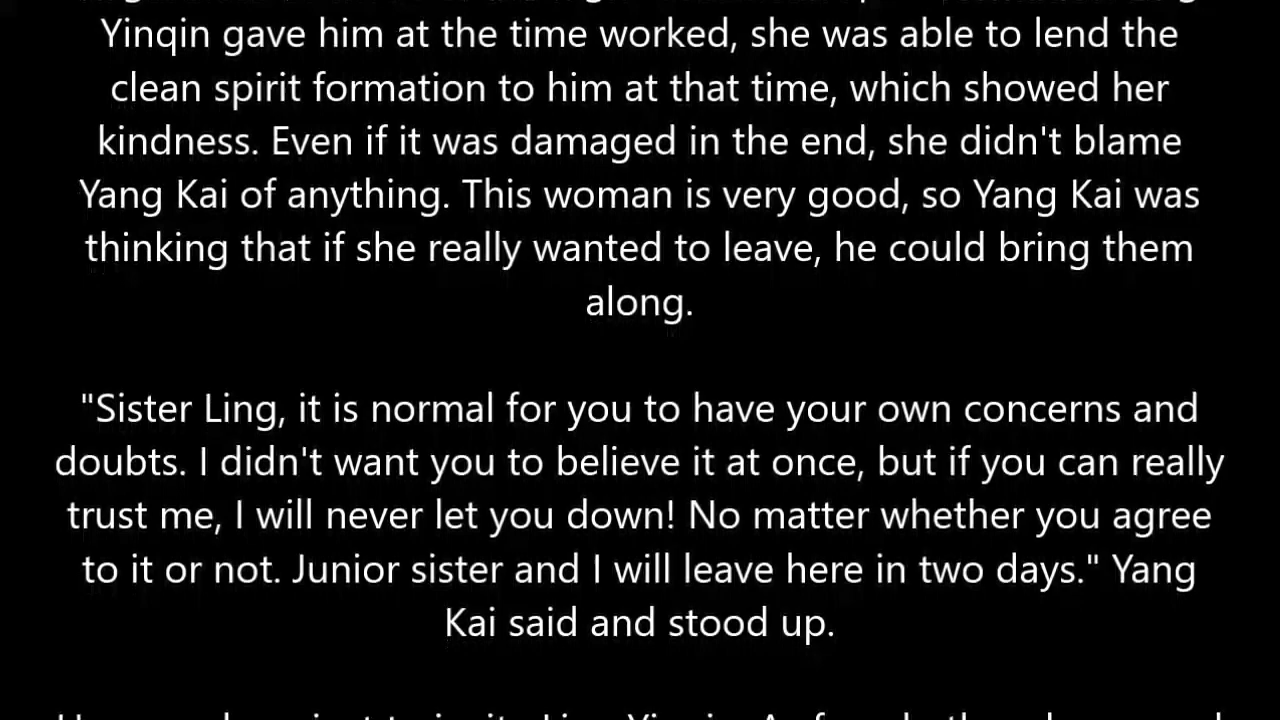 Yinqin gave him at the time worked, she was able to lend the
clean spirit formation to him at that time, which showed her
kindness. Even if it was damaged in the end, she didn't blame
Yang Kai of anything. This woman is very good, so Yang Kai was
thinking that if she really wanted to leave, he could bring them
along.
"Sister Ling, it is normal for you to have your own concerns and
doubts. I didn't want you to believe it at once, but if you can really
trust me, I will never let you down! No matter whether you agree
to it or not. Junior sister and I will leave here in two days." Yang
Kai said and stood up.